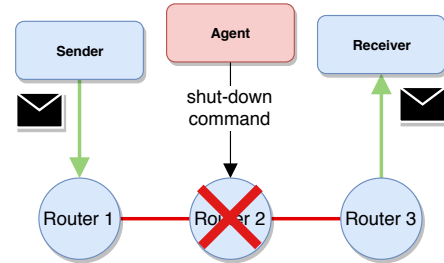 Sender
Agent
Receiver
shut-down
command
Router 1
Router 2
Router 3